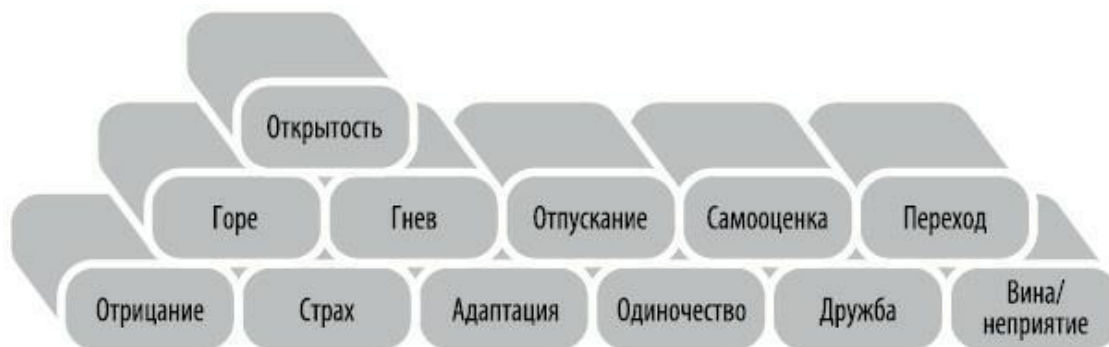 Открытость
Горе
Гнев
Отпускание
Самооценка
Переход
Отрицание
Страх
Адаптация
Одиночество
Дружба
Вина/
неприятие